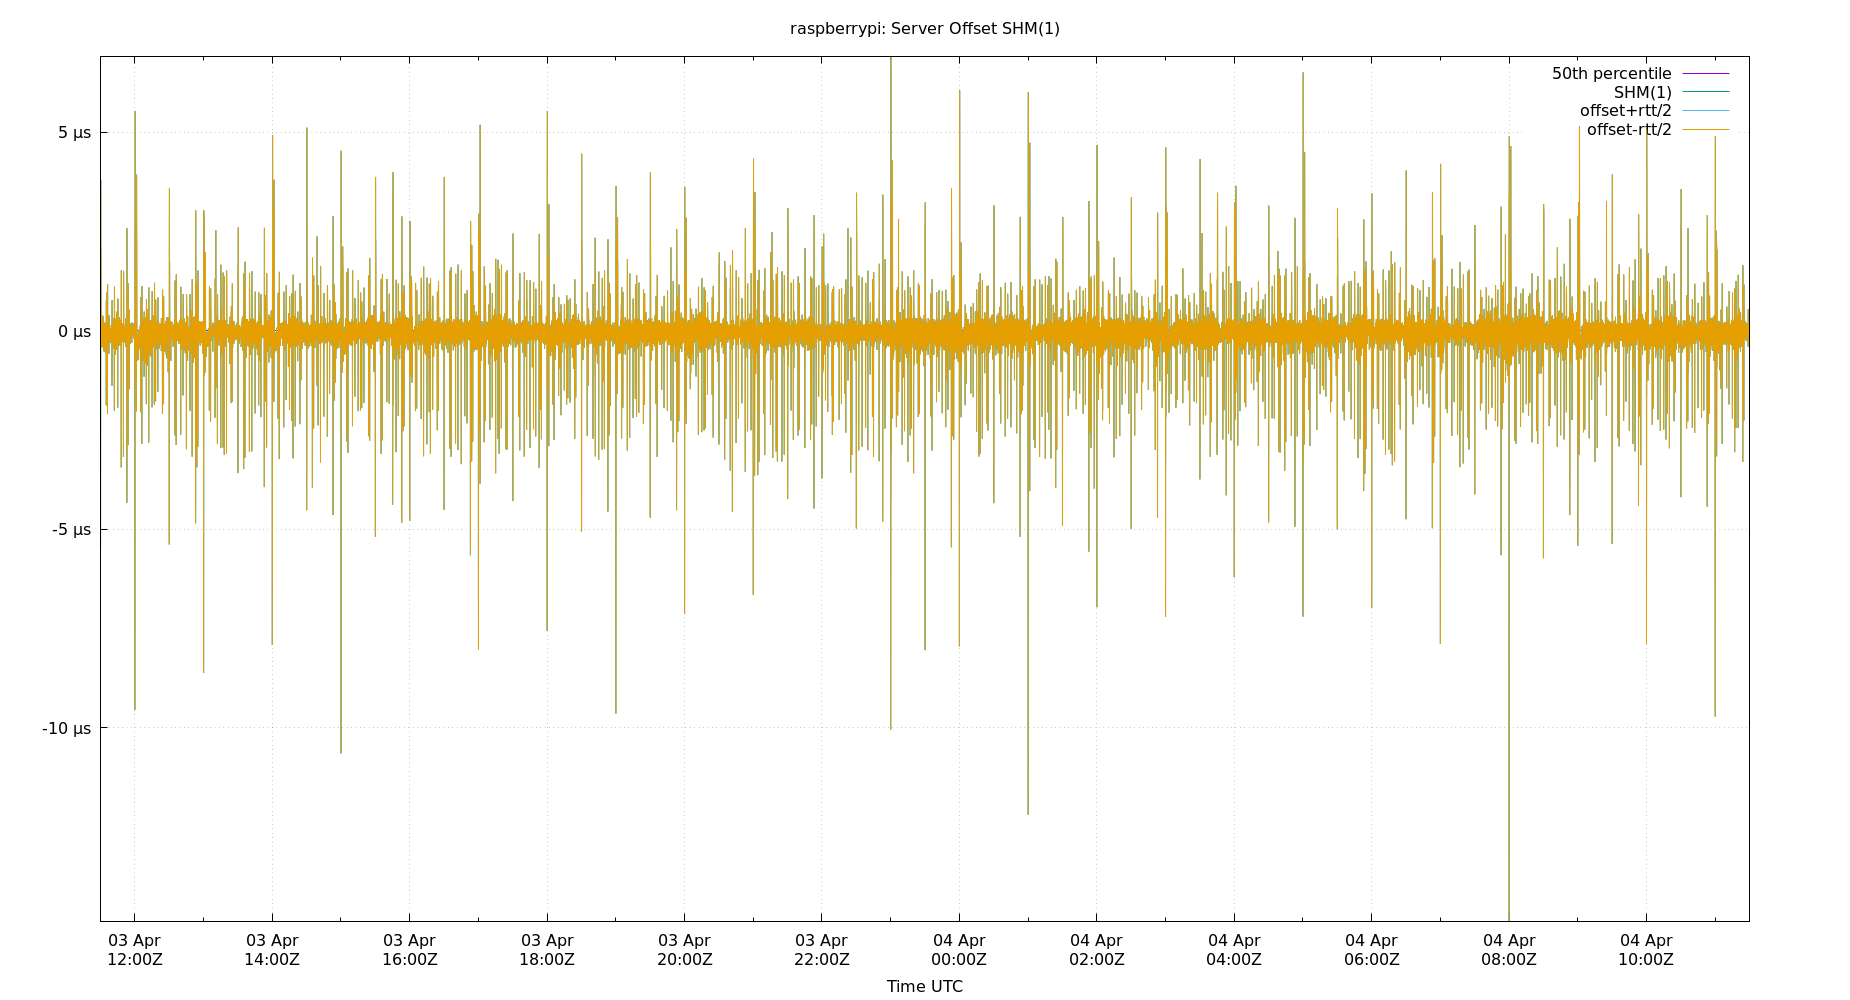 raspberrypi: Server Offset SHM(1)
50th percentile
SHM(1)
offset+rtt/2
offset-rtt/2
5 µs
0 µs
-5 µs
-10 µs
03 Apr 03 Apr 03 Apr 03 Apr 03 Apr 03 Apr 04 Apr 04 Apr 04 Apr 04 Apr 04 Apr 04 Apr
12:00Z 14:00Z 16:00Z 18:00Z 20:00Z 22:00Z 00:00Z 02:00Z 04:00Z 06:00Z 08:00Z 10:00Z
Time UTC